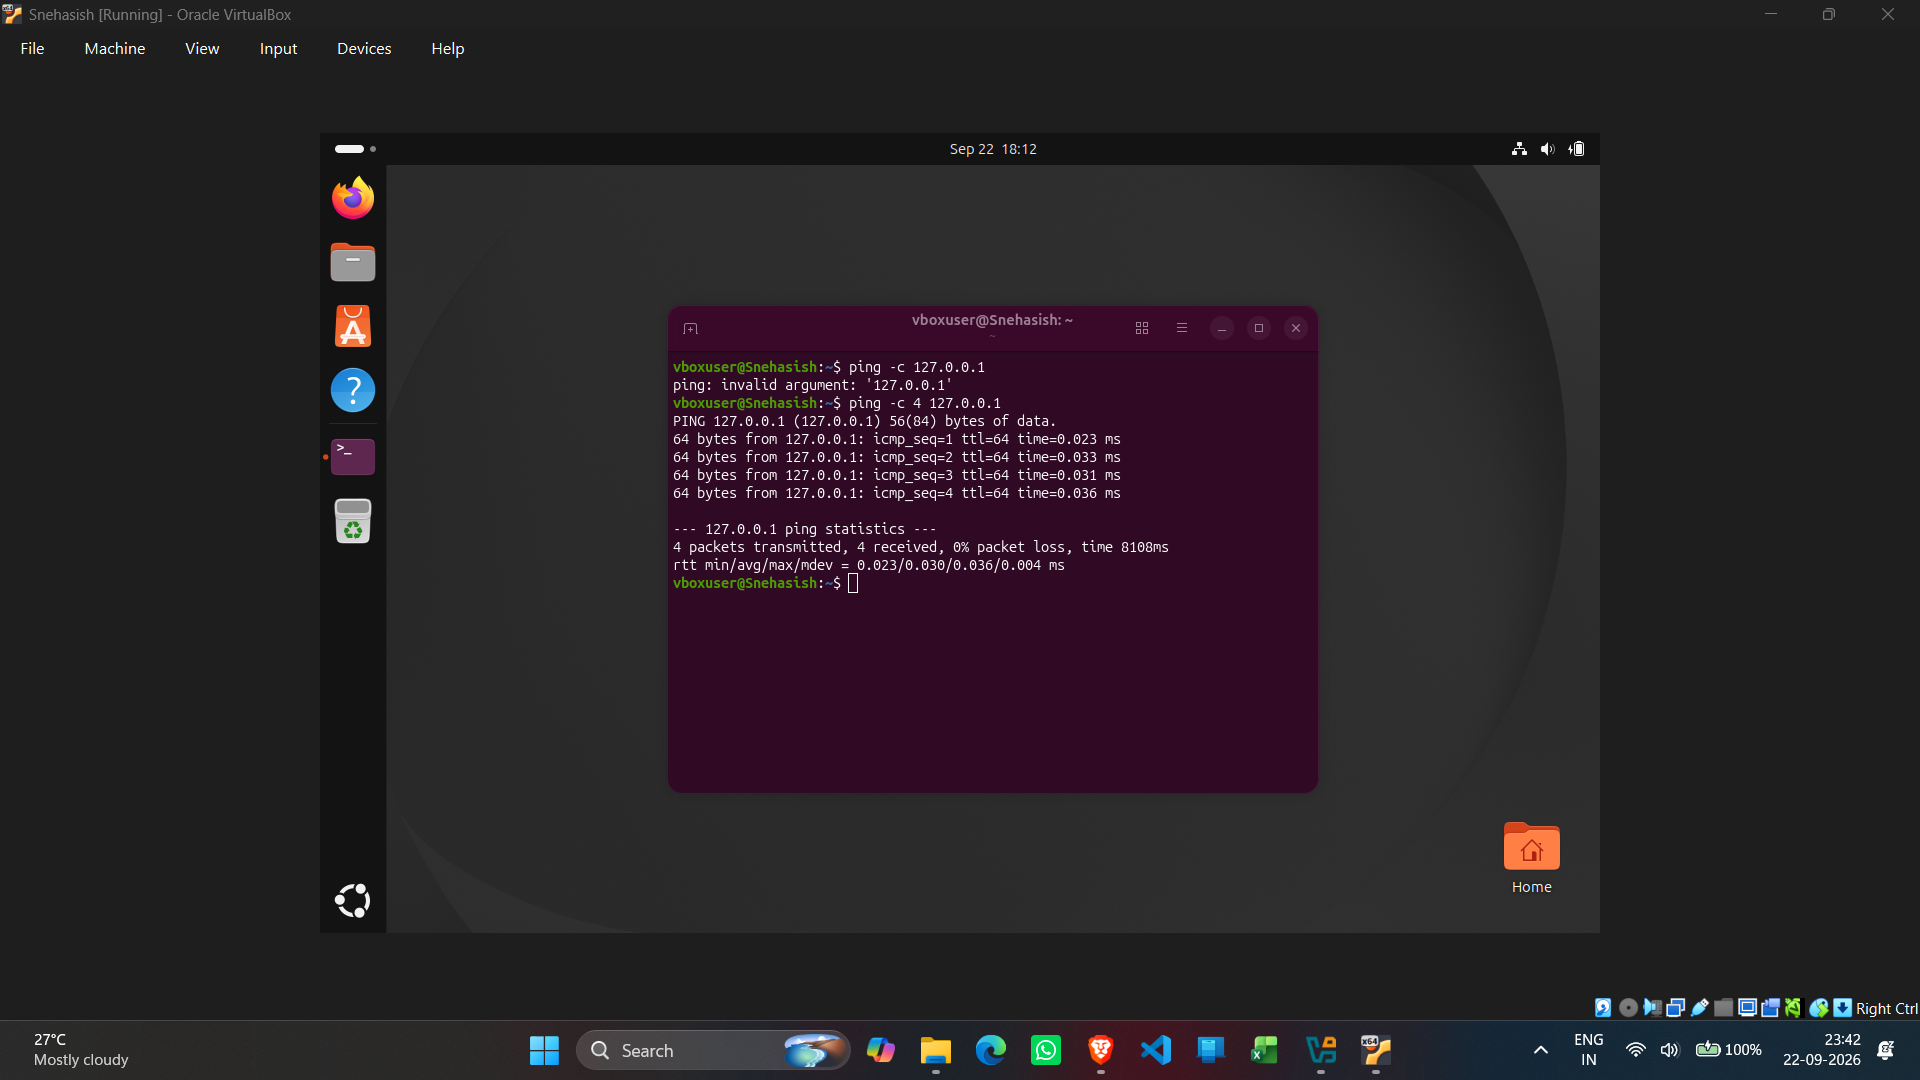 Snehasish [Running] - Oracle VirtualBox
File Machine View Input Devices Help
Sep 22 18:12
vboxuser@Snehasish: ~
~
vboxuser@Snehasish:~$ ping -c 127.0.0.1
ping: invalid argument: '127.0.0.1'
vboxuser@Snehasish:~$ ping -c 4 127.0.0.1
PING 127.0.0.1 (127.0.0.1) 56(84) bytes of data.
64 bytes from 127.0.0.1: icmp_seq=1 ttl=64 time=0.023 ms
64 bytes from 127.0.0.1: icmp_seq=2 ttl=64 time=0.033 ms
64 bytes from 127.0.0.1: icmp_seq=3 ttl=64 time=0.031 ms
64 bytes from 127.0.0.1: icmp_seq=4 ttl=64 time=0.036 ms
--- 127.0.0.1 ping statistics ---
4 packets transmitted, 4 received, 0% packet loss, time 8108ms
rtt min/avg/max/mdev = 0.023/0.030/0.036/0.004 ms
vboxuser@Snehasish:~$
Home
Right Ctrl
27°C
Mostly cloudy
Search
x64
ENG
IN
100%
23:42
22-09-2026